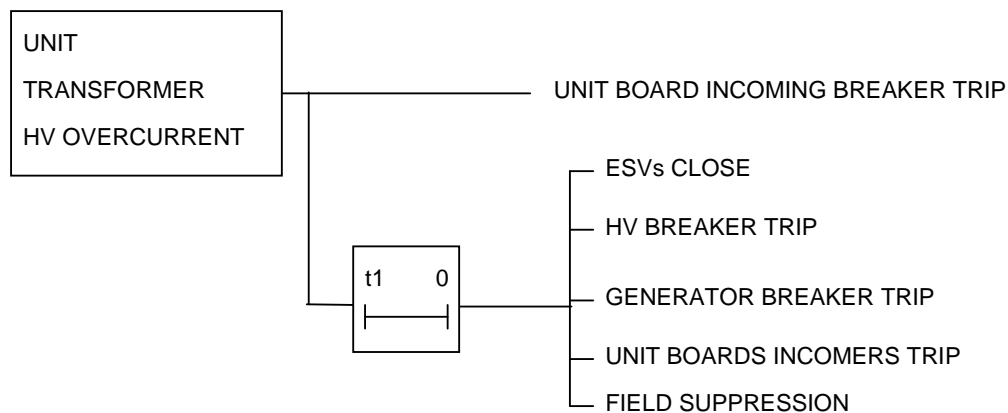 UNIT
TRANSFORMER
HV OVERCURRENT
UNIT BOARD INCOMING BREAKER TRIP
ESVs CLOSE
HV BREAKER TRIP
t1 0
GENERATOR BREAKER TRIP
UNIT BOARDS INCOMERS TRIP
FIELD SUPPRESSION